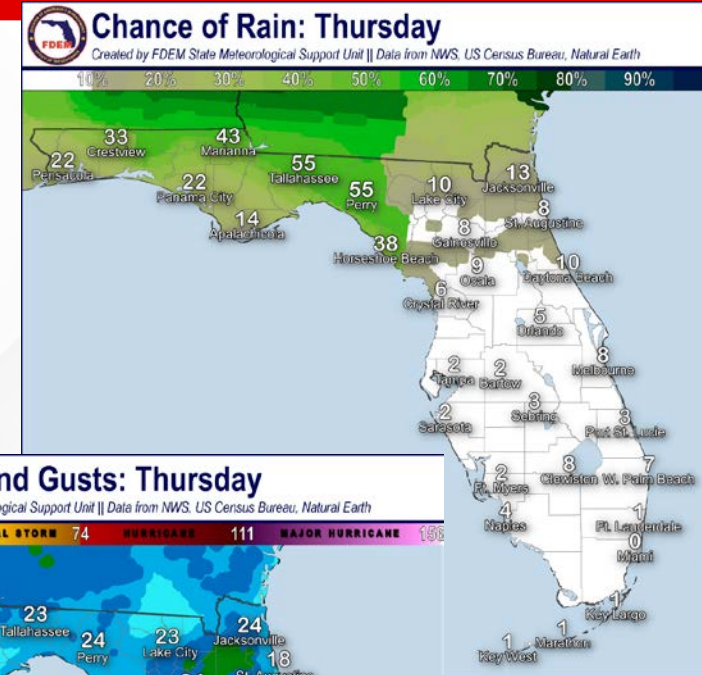 FDEM
Chance of Rain: Thursday
Created by FDEM State Meteorological Support Unit || Data from NWS, US Census Bureau, Natural Earth
10% 20% 30% 40% 50% 60% 70% 80% 90%
33
Crestview
43
Marianna
22
Pensacola
55
Tallahassee
13
Jacksonville
22
Panama City
55
Perry
10
Lake City
14
Apalachicola
8
St. Augustine
8
Gainesville
38
Horseshoe Beach
9
Ocala
10
Daytona Beach
6
Crystal River
5
Orlando
8
Melbourne
2
Tampa
2
Bartow
3
Sebring
2
Sarasota
3
Port St. Lucie
2
Ft. Myers
8
Clewiston
7
W. Palm Beach
4
Naples
1
Ft. Lauderdale
0
Miami
1
Key Largo
1
Marathon
1
Key West
nd Gusts: Thursday
ogical Support Unit || Data from NWS, US Census Bureau, Natural Earth
AL STORM 74 HURRICANE 111 MAJOR HURRICANE
23
Tallahassee
24
Perry
23
Lake City
24
Jacksonville
18